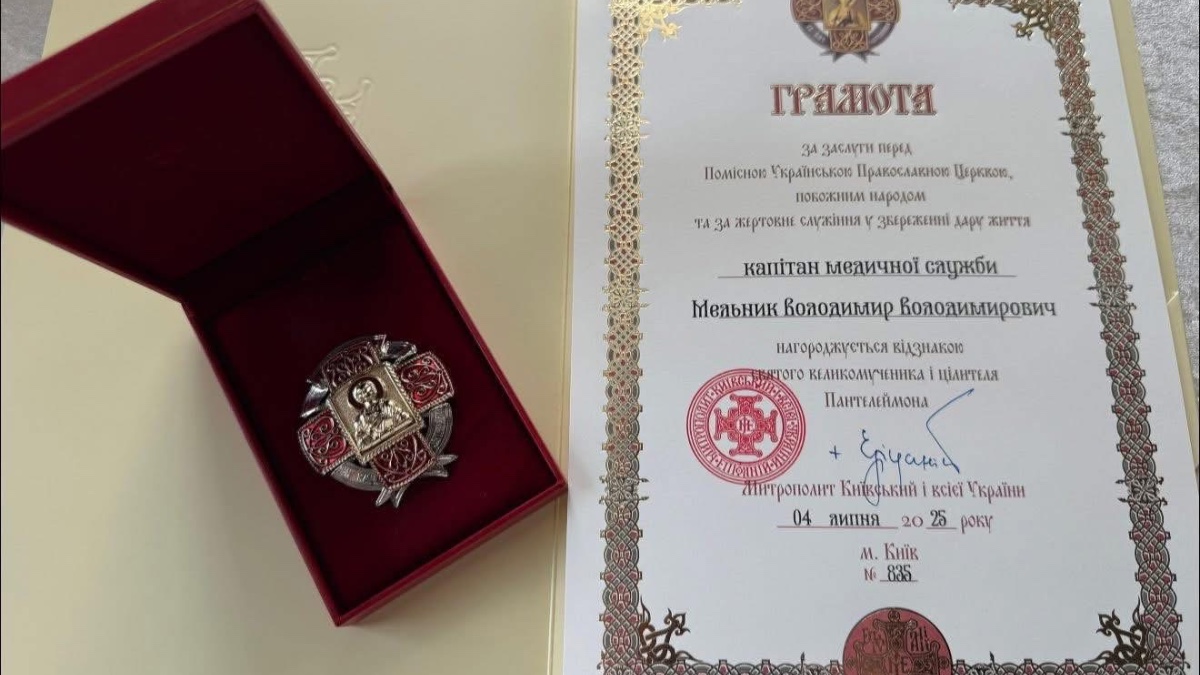 ГРАМОТА
за заслуги перед
Помісною Українською Православною Церквою,
побожним народом
та за жертовне служіння у збереженні дару життя
капітан медичної служби
Мельник Володимир Володимирович
нагороджується відзнакою
святого великомученика і цілителя
Пантелеймона
+ Епіфаній
Митрополит Київський і всієї України
04 липня 2025 року
м. Київ
№ 835